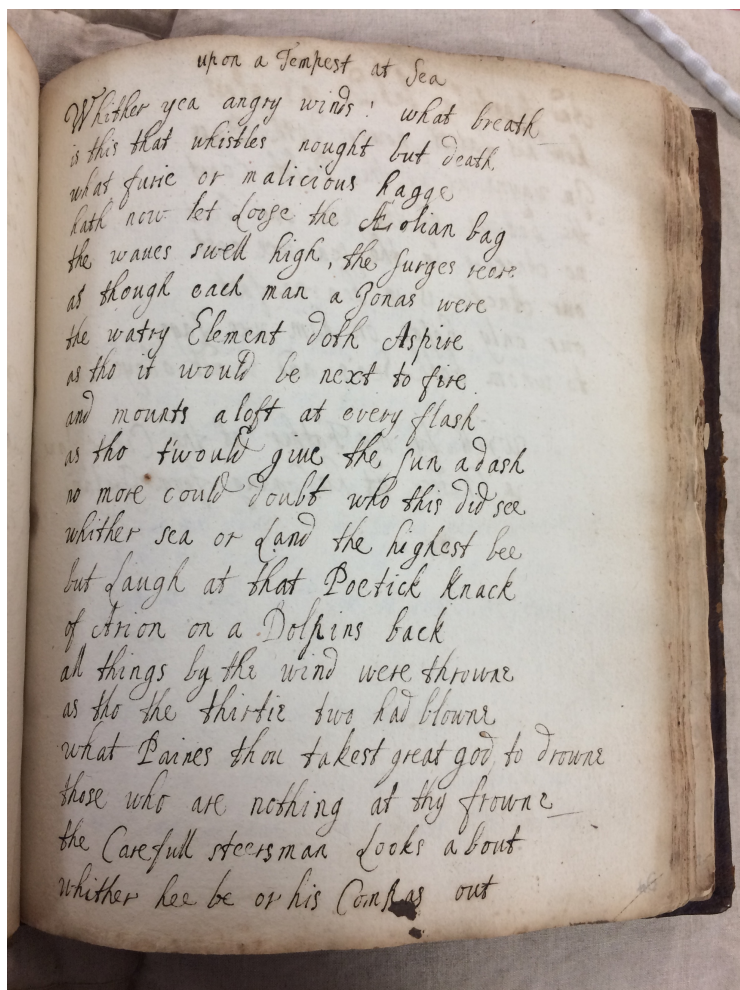 upon a Tempest at Sea
Whither yea angry winds! what breath
is this that whistles nought but death
what furie or malicious hagge
hath now let Loose the Æolian bag
the waves swell high, the surges rore
as though each man a Jonas were
the watry Element doth Aspire
as tho it would be next to fire
and mounts aloft at every flash
as tho t'would give the sun a dash
no more could doubt who this did see
whither sea or Land the highest bee
but Laugh at that Poetick knack
of Arion on a Dolpins back
all things by the wind were throwne
as tho the thirtie two had blowne
what Paines thou takest great god to drowne
those who are nothing at thy frowne
the Carefull steersman Looks about
whither hee be or his Compas out